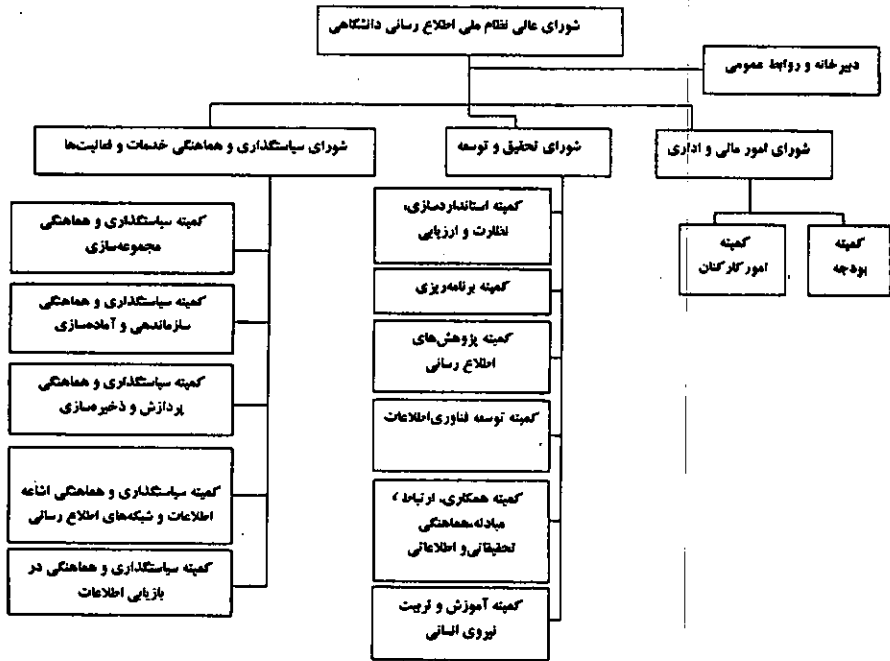 شورای عالی نظام ملی اطلاع رسانی دانشگاهی
دبیرخانه و روابط عمومی
شورای امور مالی و اداری
شورای تحقیق و توسعه
شورای سیاستگذاری و هماهنگی خدمات و فعالیت‌ها
کمیته
بودجه
کمیته
امور کارکنان
کمیته استانداردسازی،
نظارت و ارزیابی
کمیته برنامه‌ریزی
کمیته پژوهش‌های
اطلاع رسانی
کمیته توسعه فناوری اطلاعات
کمیته همکاری، ارتباط،
مبادله، هماهنگی
تحقیقاتی و اطلاعاتی
کمیته آموزش و تربیت
نیروی انسانی
کمیته سیاستگذاری و هماهنگی
مجموعه‌سازی
کمیته سیاستگذاری و هماهنگی
سازماندهی و آماده‌سازی
کمیته سیاستگذاری و هماهنگی
پردازش و ذخیره‌سازی
کمیته سیاستگذاری و هماهنگی اشاعه
اطلاعات و شبکه‌های اطلاع رسانی
کمیته سیاستگذاری و هماهنگی در
بازیابی اطلاعات